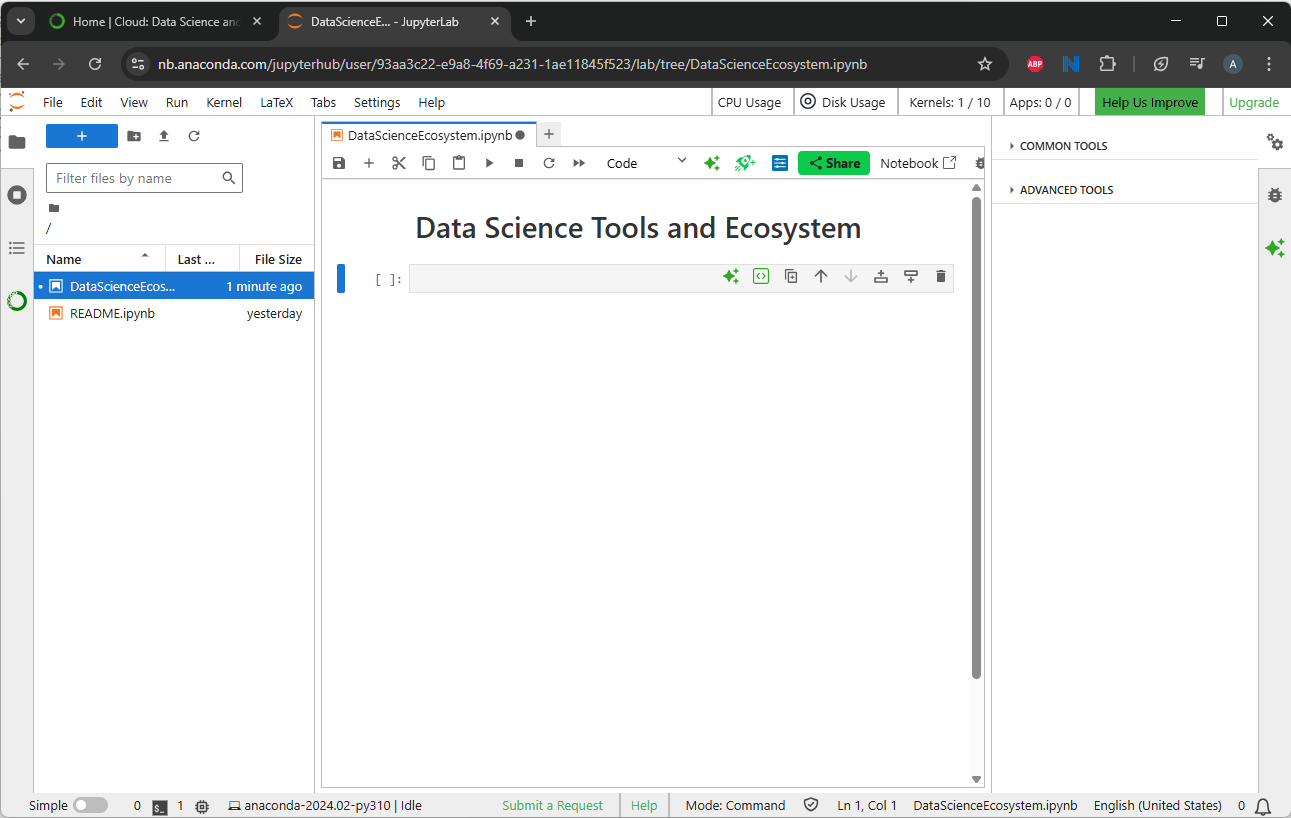 Home | Cloud: Data Science and
DataScienceE... - JupyterLab
nb.anaconda.com/jupyterhub/user/93aa3c22-e9a8-4f69-a231-1ae11845f523/lab/tree/DataScienceEcosystem.ipynb
ABP
N
A
File Edit View Run Kernel LaTeX Tabs Settings Help
CPU Usage
Disk Usage
Kernels: 1 / 10
Apps: 0 / 0
Help Us Improve
Upgrade
+
Filter files by name
/
Name Last ... File Size
DataScienceEcos... 1 minute ago
README.ipynb yesterday
DataScienceEcosystem.ipynb
Code
Share
Notebook
Data Science Tools and Ecosystem
[ ]:
COMMON TOOLS
ADVANCED TOOLS
Simple 0 $_ 1 anaconda-2024.02-py310 | Idle Submit a Request Help Mode: Command Ln 1, Col 1 DataScienceEcosystem.ipynb English (United States) 0